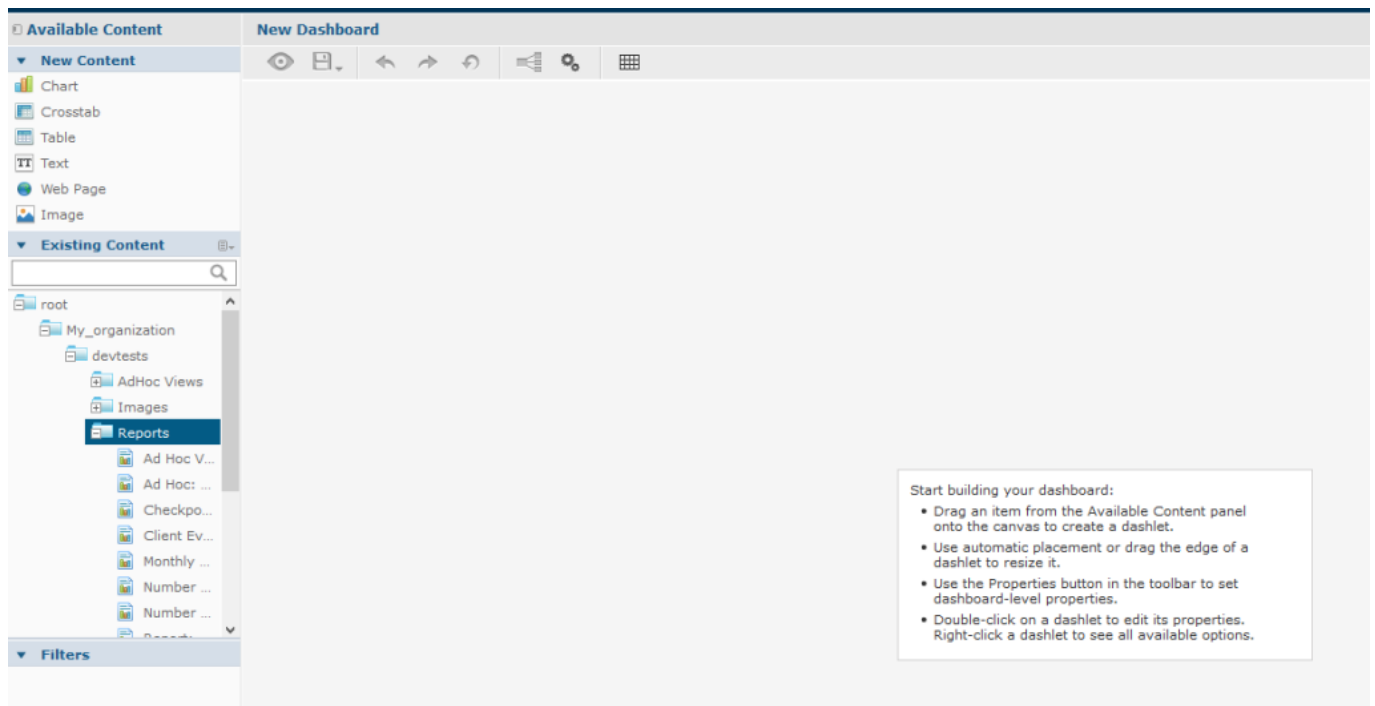 Available Content
New Dashboard
New Content
Chart
Crosstab
Table
TT Text
Web Page
Image
Existing Content
root
My_organization
devtests
AdHoc Views
Images
Reports
Ad Hoc V...
Ad Hoc: ...
Checkpo...
Client Ev...
Monthly ...
Number ...
Number ...
Filters
Start building your dashboard:
• Drag an item from the Available Content panel
onto the canvas to create a dashlet.
• Use automatic placement or drag the edge of a
dashlet to resize it.
• Use the Properties button in the toolbar to set
dashboard-level properties.
• Double-click on a dashlet to edit its properties.
Right-click a dashlet to see all available options.